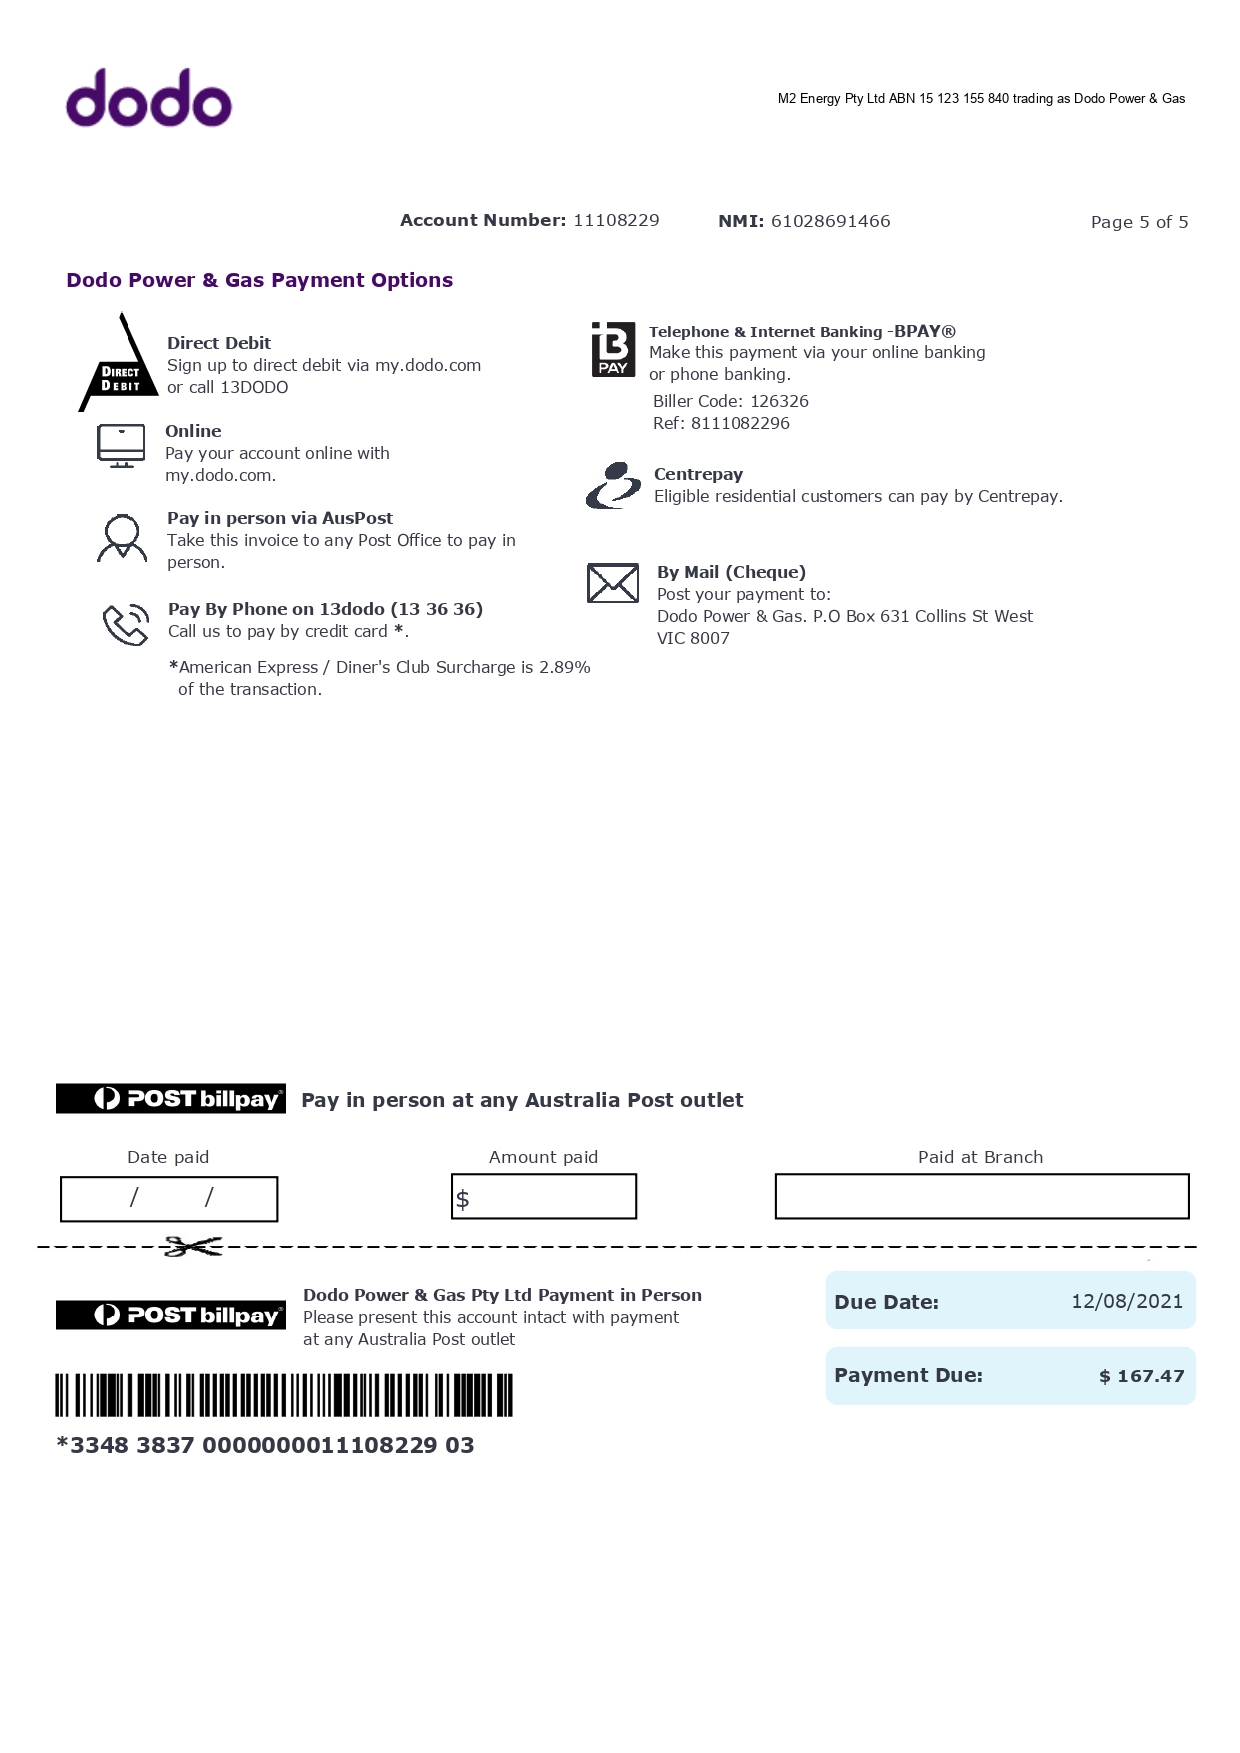 dodo
M2 Energy Pty Ltd ABN 15 123 155 840 trading as Dodo Power & Gas
Account Number: 11108229 NMI: 61028691466 Page 5 of 5
Dodo Power & Gas Payment Options
DIRECT
DEBIT
Direct Debit
Sign up to direct debit via my.dodo.com
or call 13DODO
Online
Pay your account online with
my.dodo.com.
Pay in person via AusPost
Take this invoice to any Post Office to pay in
person.
Pay By Phone on 13dodo (13 36 36)
Call us to pay by credit card *.
*American Express / Diner's Club Surcharge is 2.89%
of the transaction.
B
PAY
Telephone & Internet Banking -BPAY®
Make this payment via your online banking
or phone banking.
Biller Code: 126326
Ref: 8111082296
Centrepay
Eligible residential customers can pay by Centrepay.
By Mail (Cheque)
Post your payment to:
Dodo Power & Gas. P.O Box 631 Collins St West
VIC 8007
POST billpay® Pay in person at any Australia Post outlet
Date paid Amount paid Paid at Branch
/ / $
POST billpay®
Dodo Power & Gas Pty Ltd Payment in Person
Please present this account intact with payment
at any Australia Post outlet
Due Date: 12/08/2021
Payment Due: $ 167.47
*3348 3837 0000000011108229 03